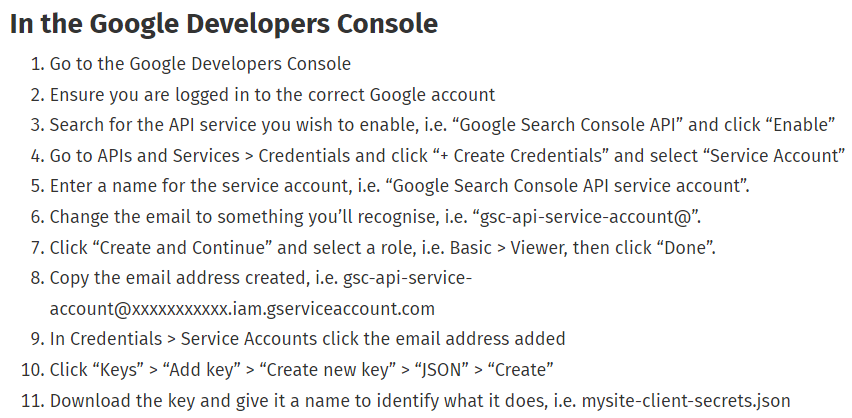 In the Google Developers Console
1. Go to the Google Developers Console
2. Ensure you are logged in to the correct Google account
3. Search for the API service you wish to enable, i.e. “Google Search Console API” and click “Enable”
4. Go to APIs and Services > Credentials and click “+ Create Credentials” and select “Service Account”
5. Enter a name for the service account, i.e. “Google Search Console API service account”.
6. Change the email to something you’ll recognise, i.e. “gsc-api-service-account@”.
7. Click “Create and Continue” and select a role, i.e. Basic > Viewer, then click “Done”.
8. Copy the email address created, i.e. gsc-api-service-
account@xxxxxxxxxxx.iam.gserviceaccount.com
9. In Credentials > Service Accounts click the email address added
10. Click “Keys” > “Add key” > “Create new key” > “JSON” > “Create”
11. Download the key and give it a name to identify what it does, i.e. mysite-client-secrets.json